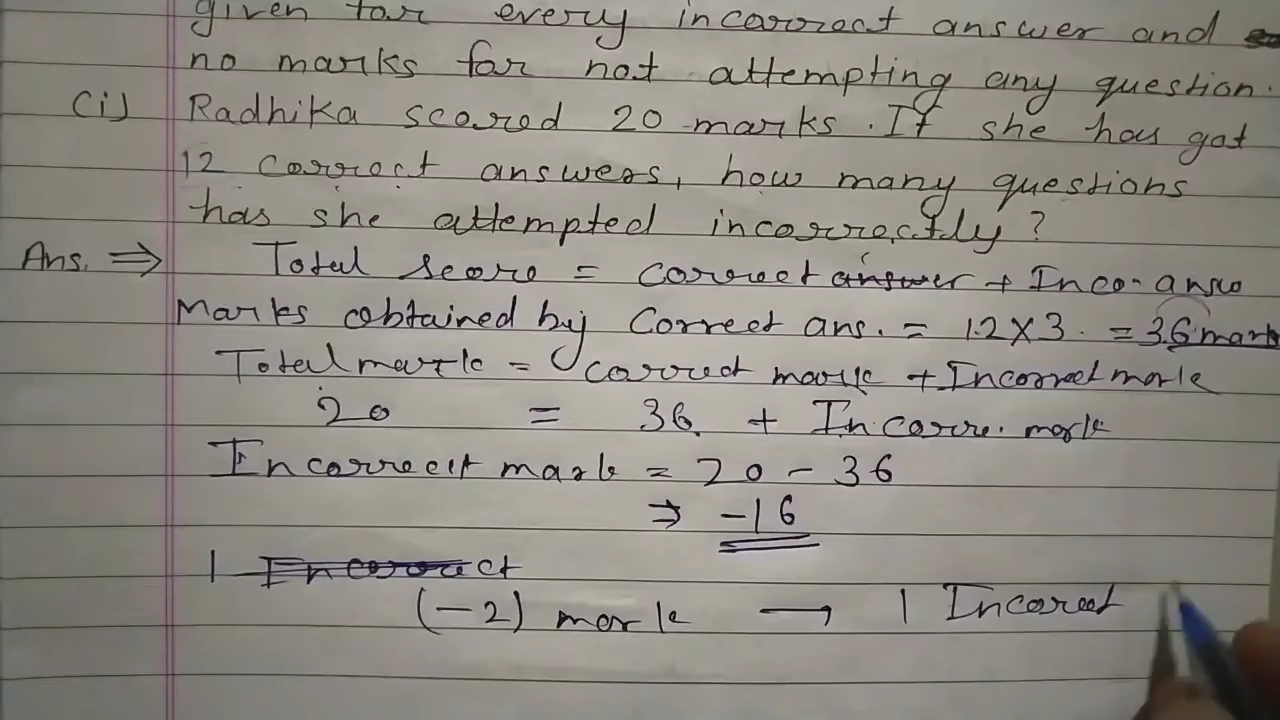 given for every incorrect answer and
no marks for not attempting any question.
(i) Radhika scored 20 marks. If she has got
12 correct answers, how many questions
has she attempted incorrectly?
Ans. ⇒ Total score = correct answer + Inco. answ
Marks obtained by Correct ans. = 12 × 3 = 36 mark
Total mark = correct mark + Incorrect mark
20 = 36 + Incorre. mark
Incorrect mark = 20 - 36
⇒ -16
1 Incorrect
(-2) mark → 1 Incorect